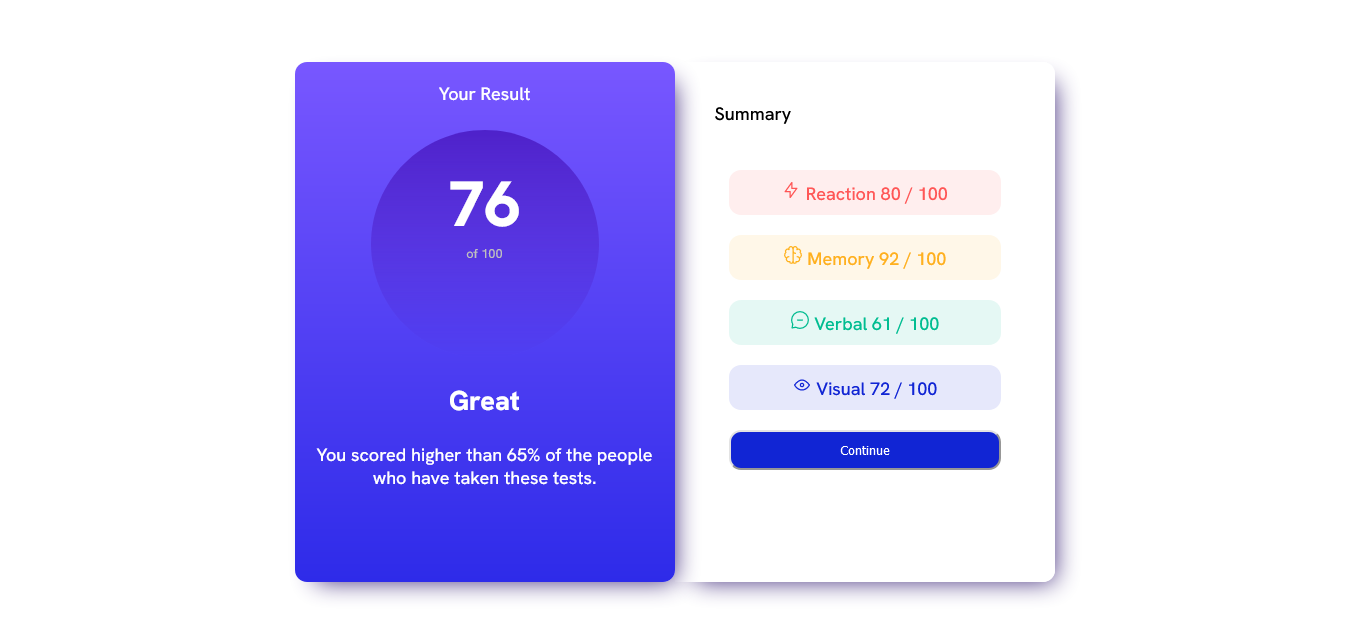 Your Result
76
of 100
Great
You scored higher than 65% of the people
who have taken these tests.
Summary
Reaction 80 / 100
Memory 92 / 100
Verbal 61 / 100
Visual 72 / 100
Continue